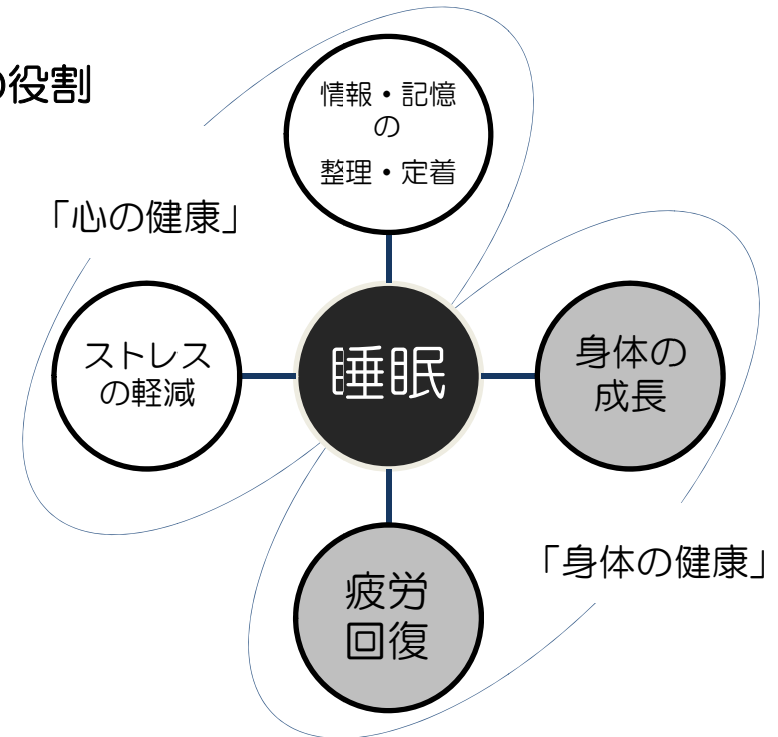 の役割
情報・記憶
の
整理・定着
「心の健康」
ストレス
の軽減
睡眠
身体の
成長
「身体の健康」
疲労
回復